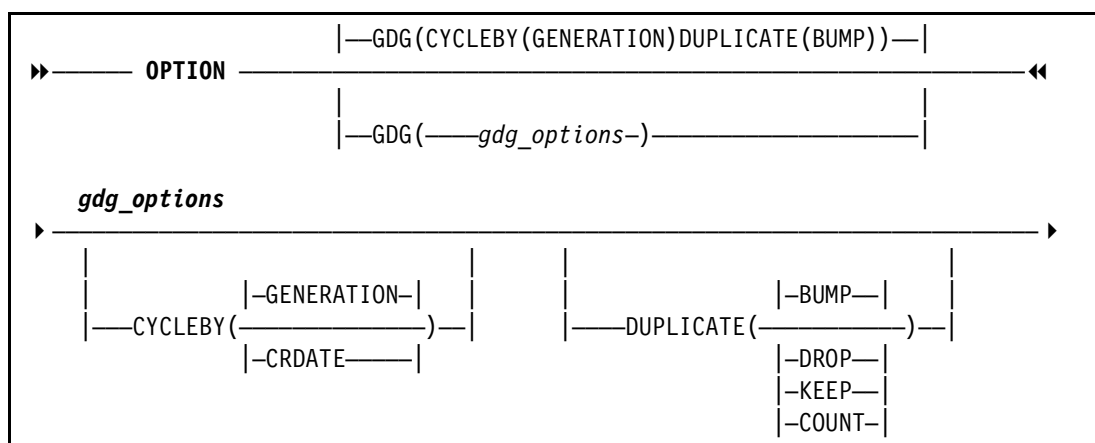 |——GDG(CYCLEBY(GENERATION)DUPLICATE(BUMP))——|
OPTION
|——GDG(————gdg_options—)————————————————————|
gdg_options
|—GENERATION—| |—BUMP——|
|———CYCLEBY(——————————————)——| |————DUPLICATE(———————————)——|
|—CRDATE—————| |—DROP——|
|—KEEP——|
|—COUNT—|